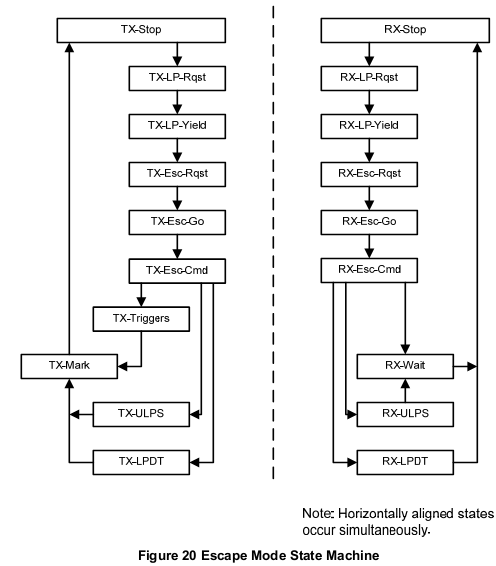 TX-Stop
RX-Stop
TX-LP-Rqst
RX-LP-Rqst
TX-LP-Yield
RX-LP-Yield
TX-Esc-Rqst
RX-Esc-Rqst
TX-Esc-Go
RX-Esc-Go
TX-Esc-Cmd
RX-Esc-Cmd
TX-Triggers
TX-Mark
RX-Wait
TX-ULPS
RX-ULPS
TX-LPDT
RX-LPDT
Note: Horizontally aligned states
occur simultaneously.
Figure 20 Escape Mode State Machine